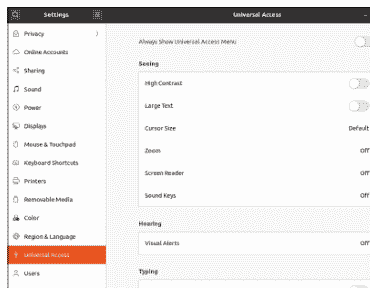 Settings
Universal Access
Privacy
Online Accounts
Sharing
Sound
Power
Displays
Mouse & Touchpad
Keyboard Shortcuts
Printers
Removable Media
Color
Region & Language
Universal Access
Users
Always Show Universal Access Menu
Seeing
High Contrast
Large Text
Cursor Size
Default
Zoom
Off
Screen Reader
Off
Sound Keys
Off
Hearing
Visual Alerts
Off
Typing